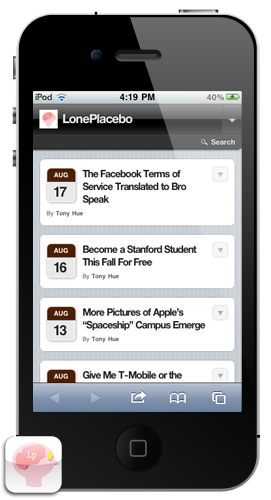 iPod 4:19 PM 40%
LonePlacebo
Search
AUG
17
The Facebook Terms of
Service Translated to Bro
Speak
By Tony Hue
AUG
16
Become a Stanford Student
This Fall For Free
By Tony Hue
AUG
13
More Pictures of Apple's
“Spaceship” Campus Emerge
By Tony Hue
AUG
Give Me T-Mobile or the
Lp